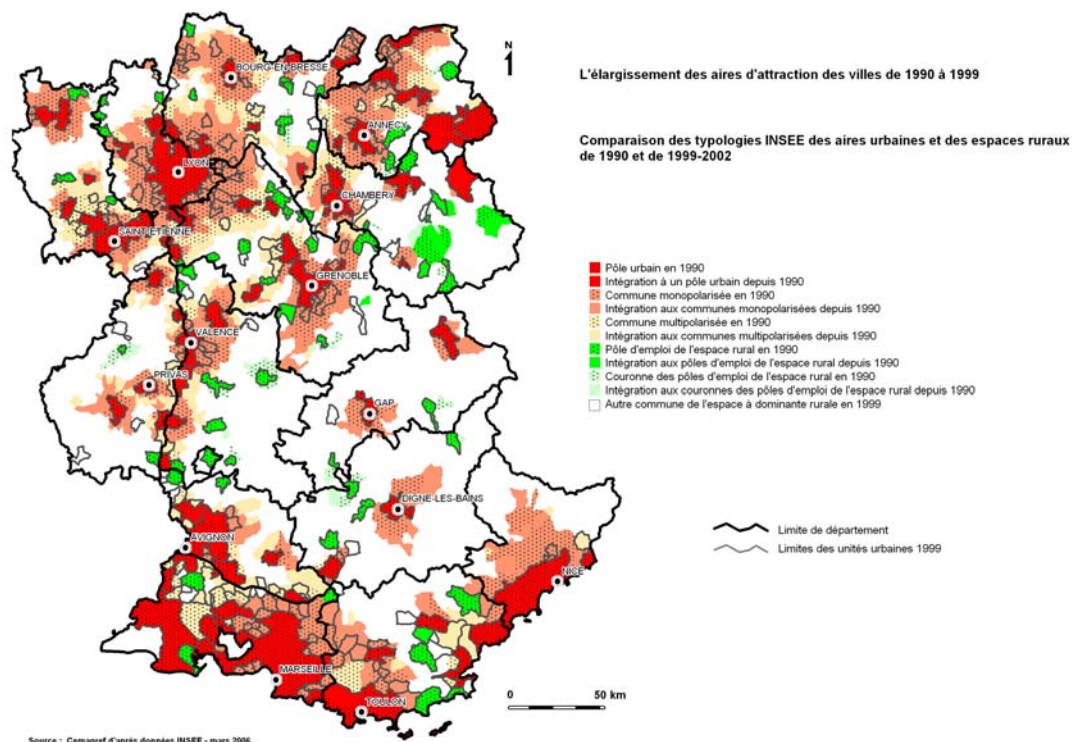 L'élargissement des aires d'attraction des villes de 1990 à 1999
Comparaison des typologies INSEE des aires urbaines et des espaces ruraux
de 1990 et de 1999-2002
N
BOURG-EN-BRESSE
ANNECY
LYON
CHAMBERY
SAINT-ETIENNE
GRENOBLE
VALENCE
PRIVAS
GAP
DIGNE-LES-BAINS
AVIGNON
NICE
MARSEILLE
TOULON
Pôle urbain en 1990
Intégration à un pôle urbain depuis 1990
Commune monopolarisée en 1990
Intégration aux communes monopolarisées depuis 1990
Commune multipolarisée en 1990
Intégration aux communes multipolarisées depuis 1990
Pôle d'emploi de l'espace rural en 1990
Intégration aux pôles d'emploi de l'espace rural depuis 1990
Couronne des pôles d'emploi de l'espace rural en 1990
Intégration aux couronnes des pôles d'emploi de l'espace rural depuis 1990
Autre commune de l'espace à dominante rurale en 1999
Limite de département
Limites des unités urbaines 1999
0 50 km
Source : Cemagref d'après données INSEE - mars 2006